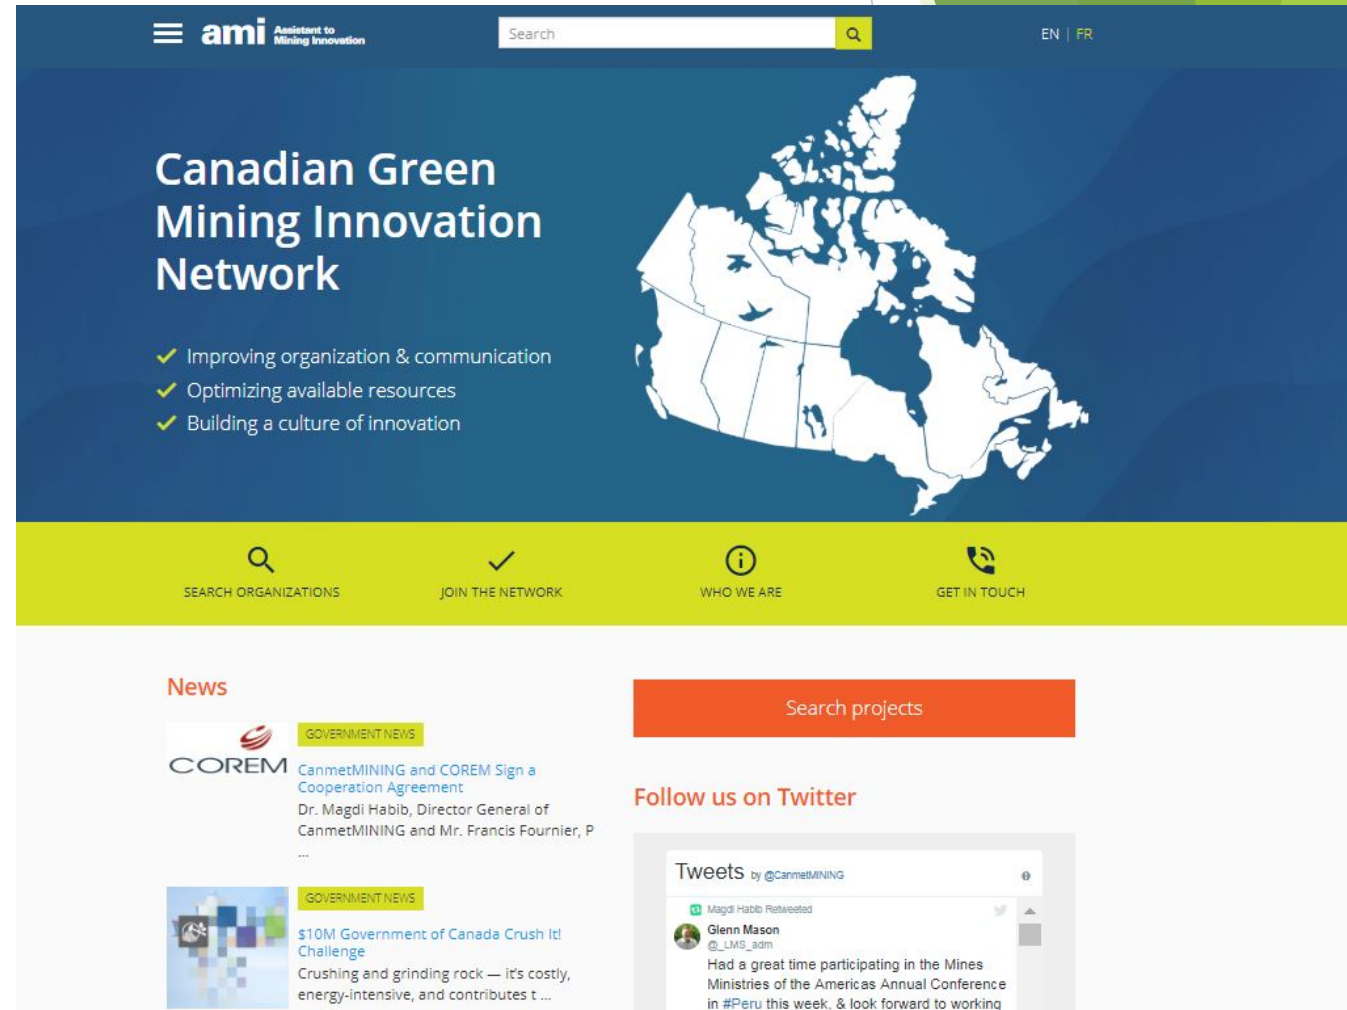 ami Assistant to
Mining Innovation
Search
EN | FR
Canadian Green
Mining Innovation
Network
Improving organization & communication
Optimizing available resources
Building a culture of innovation
SEARCH ORGANIZATIONS
JOIN THE NETWORK
WHO WE ARE
GET IN TOUCH
News
COREM
GOVERNMENT NEWS
CanmetMINING and COREM Sign a
Cooperation Agreement
Dr. Magdi Habib, Director General of
CanmetMINING and Mr. Francis Fournier, P
...
GOVERNMENT NEWS
$10M Government of Canada Crush It!
Challenge
Crushing and grinding rock — it's costly,
energy-intensive, and contributes t ...
Search projects
Follow us on Twitter
Tweets by @CanmetMINING
Magdi Habib Retweeted
Glenn Mason
@_LMS_adm
Had a great time participating in the Mines
Ministries of the Americas Annual Conference
in #Peru this week, & look forward to working